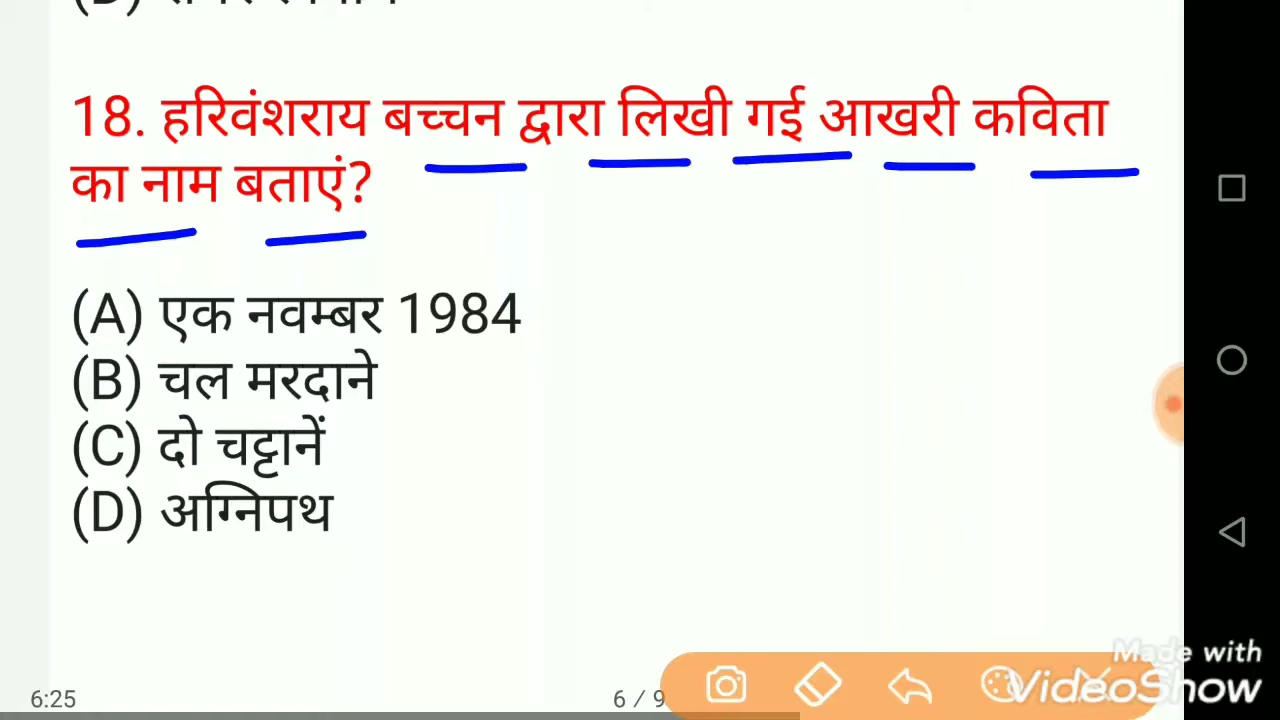 18. हरिवंशराय बच्चन द्वारा लिखी गई आखरी कविता
का नाम बताएं?
(A) एक नवम्बर 1984
(B) चल मरदाने
(C) दो चट्टानें
(D) अग्निपथ
6:25
6 / 9
Made with
VideoShow